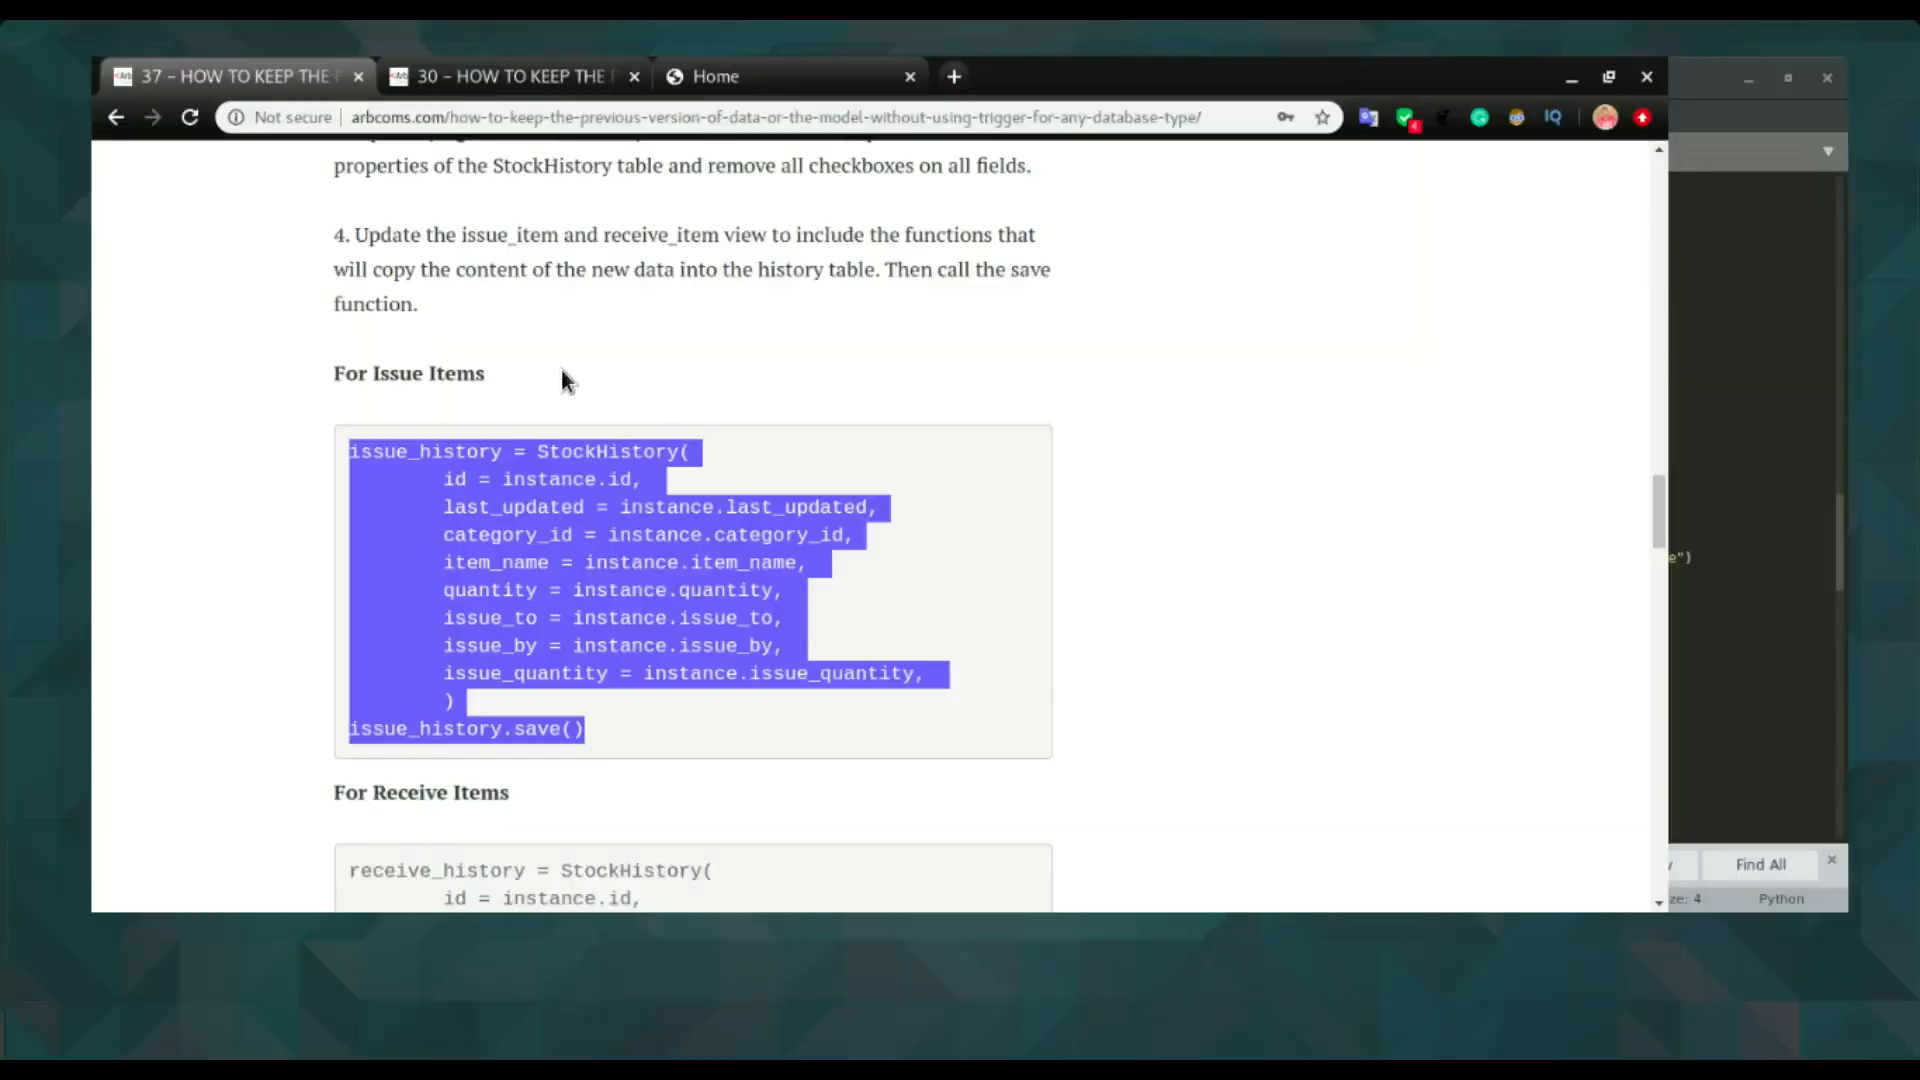 37 – HOW TO KEEP THE
30 – HOW TO KEEP THE
Home
Not secure
arbcoms.com/how-to-keep-the-previous-version-of-data-or-the-model-without-using-trigger-for-any-database-type/
4
IQ
properties of the StockHistory table and remove all checkboxes on all fields.
4. Update the issue_item and receive_item view to include the functions that
will copy the content of the new data into the history table. Then call the save
function.
For Issue Items
issue_history = StockHistory(
id = instance.id,
last_updated = instance.last_updated,
category_id = instance.category_id,
item_name = instance.item_name,
quantity = instance.quantity,
issue_to = instance.issue_to,
issue_by = instance.issue_by,
issue_quantity = instance.issue_quantity,
)
issue_history.save()
For Receive Items
receive_history = StockHistory(
id = instance.id,
e")
Find All
ze: 4
Python